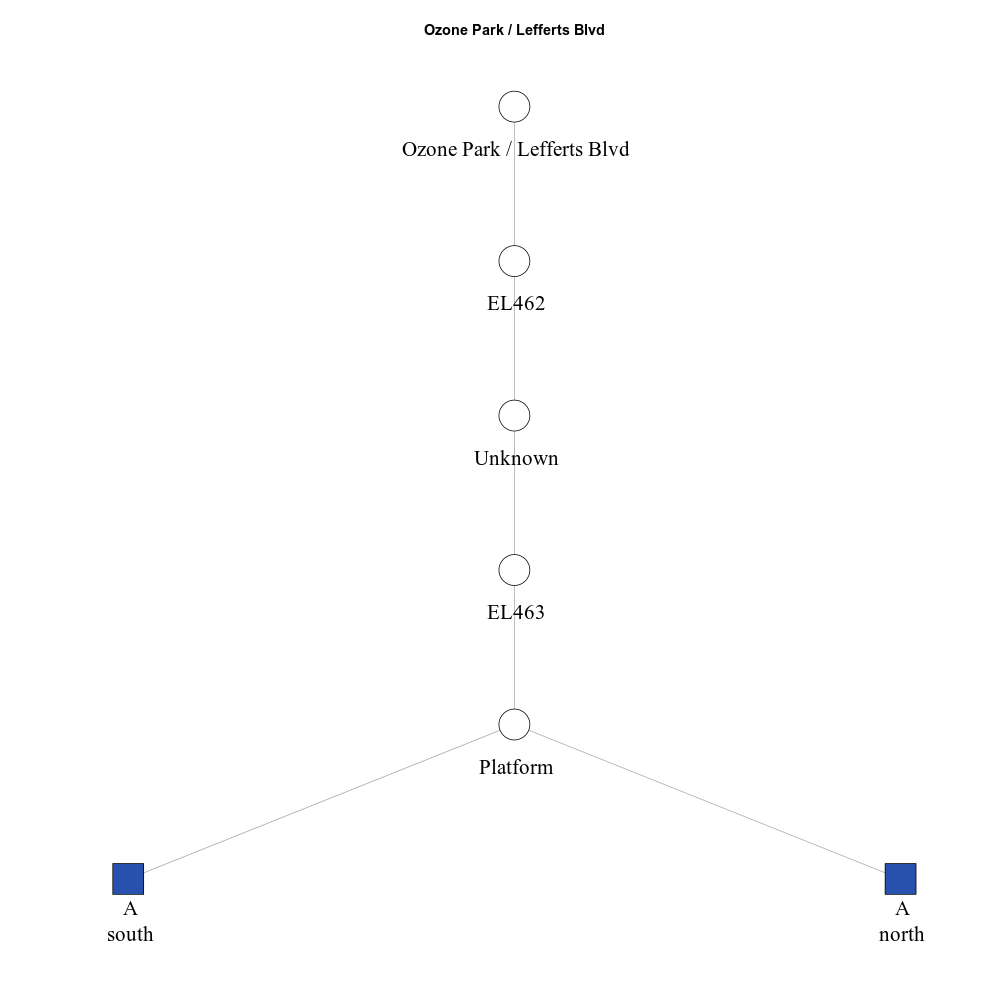 Ozone Park / Lefferts Blvd
Ozone Park / Lefferts Blvd
EL462
Unknown
EL463
Platform
A
south
A
north